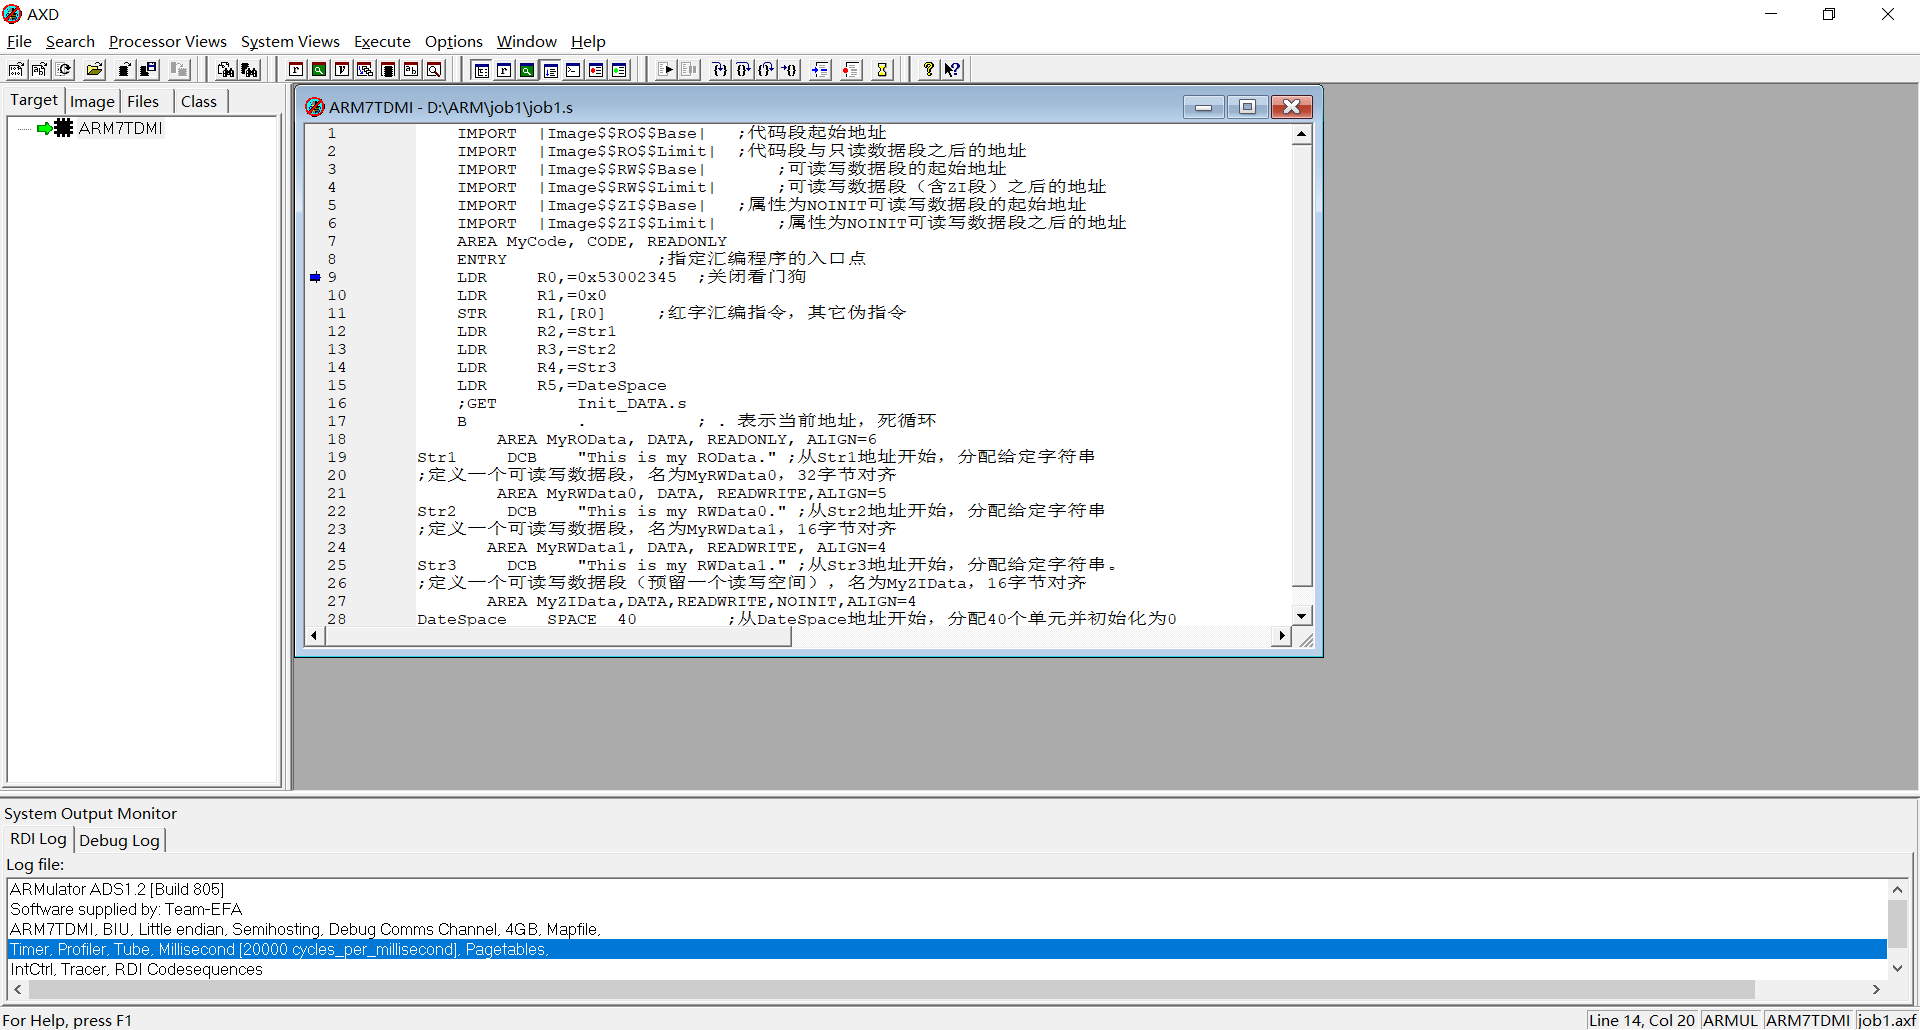 AXD
File Search Processor Views System Views Execute Options Window Help
Target Image Files Class
ARM7TDMI
ARM7TDMI - D:\ARM\job1\job1.s
1 IMPORT |Image$$RO$$Base| ;代码段起始地址
2 IMPORT |Image$$RO$$Limit| ;代码段与只读数据段之后的地址
3 IMPORT |Image$$RW$$Base| ;可读写数据段的起始地址
4 IMPORT |Image$$RW$$Limit| ;可读写数据段（含ZI段）之后的地址
5 IMPORT |Image$$ZI$$Base| ;属性为NOINIT可读写数据段的起始地址
6 IMPORT |Image$$ZI$$Limit| ;属性为NOINIT可读写数据段之后的地址
7 AREA MyCode, CODE, READONLY
8 ENTRY ;指定汇编程序的入口点
9 LDR R0,=0x53002345 ;关闭看门狗
10 LDR R1,=0x0
11 STR R1,[R0] ;红字汇编指令，其它伪指令
12 LDR R2,=Str1
13 LDR R3,=Str2
14 LDR R4,=Str3
15 LDR R5,=DateSpace
16 ;GET Init_DATA.s
17 B . ; . 表示当前地址，死循环
18 AREA MyROData, DATA, READONLY, ALIGN=6
19 Str1 DCB "This is my ROData." ;从Str1地址开始，分配给定字符串
20 ;定义一个可读写数据段，名为MyRWData0，32字节对齐
21 AREA MyRWData0, DATA, READWRITE,ALIGN=5
22 Str2 DCB "This is my RWData0." ;从Str2地址开始，分配给定字符串
23 ;定义一个可读写数据段，名为MyRWData1，16字节对齐
24 AREA MyRWData1, DATA, READWRITE, ALIGN=4
25 Str3 DCB "This is my RWData1." ;从Str3地址开始，分配给定字符串。
26 ;定义一个可读写数据段（预留一个读写空间），名为MyZIData，16字节对齐
27 AREA MyZIData,DATA,READWRITE,NOINIT,ALIGN=4
28 DateSpace SPACE 40 ;从DateSpace地址开始，分配40个单元并初始化为0
System Output Monitor
RDI Log Debug Log
Log file:
ARMulator ADS1.2 [Build 805]
Software supplied by: Team-EFA
ARM7TDMI, BIU, Little endian, Semihosting, Debug Comms Channel, 4GB, Mapfile,
Timer, Profiler, Tube, Millisecond [20000 cycles_per_millisecond], Pagetables,
IntCtrl, Tracer, RDI Codesequences
For Help, press F1
Line 14, Col 20 ARMUL ARM7TDMI job1.axf